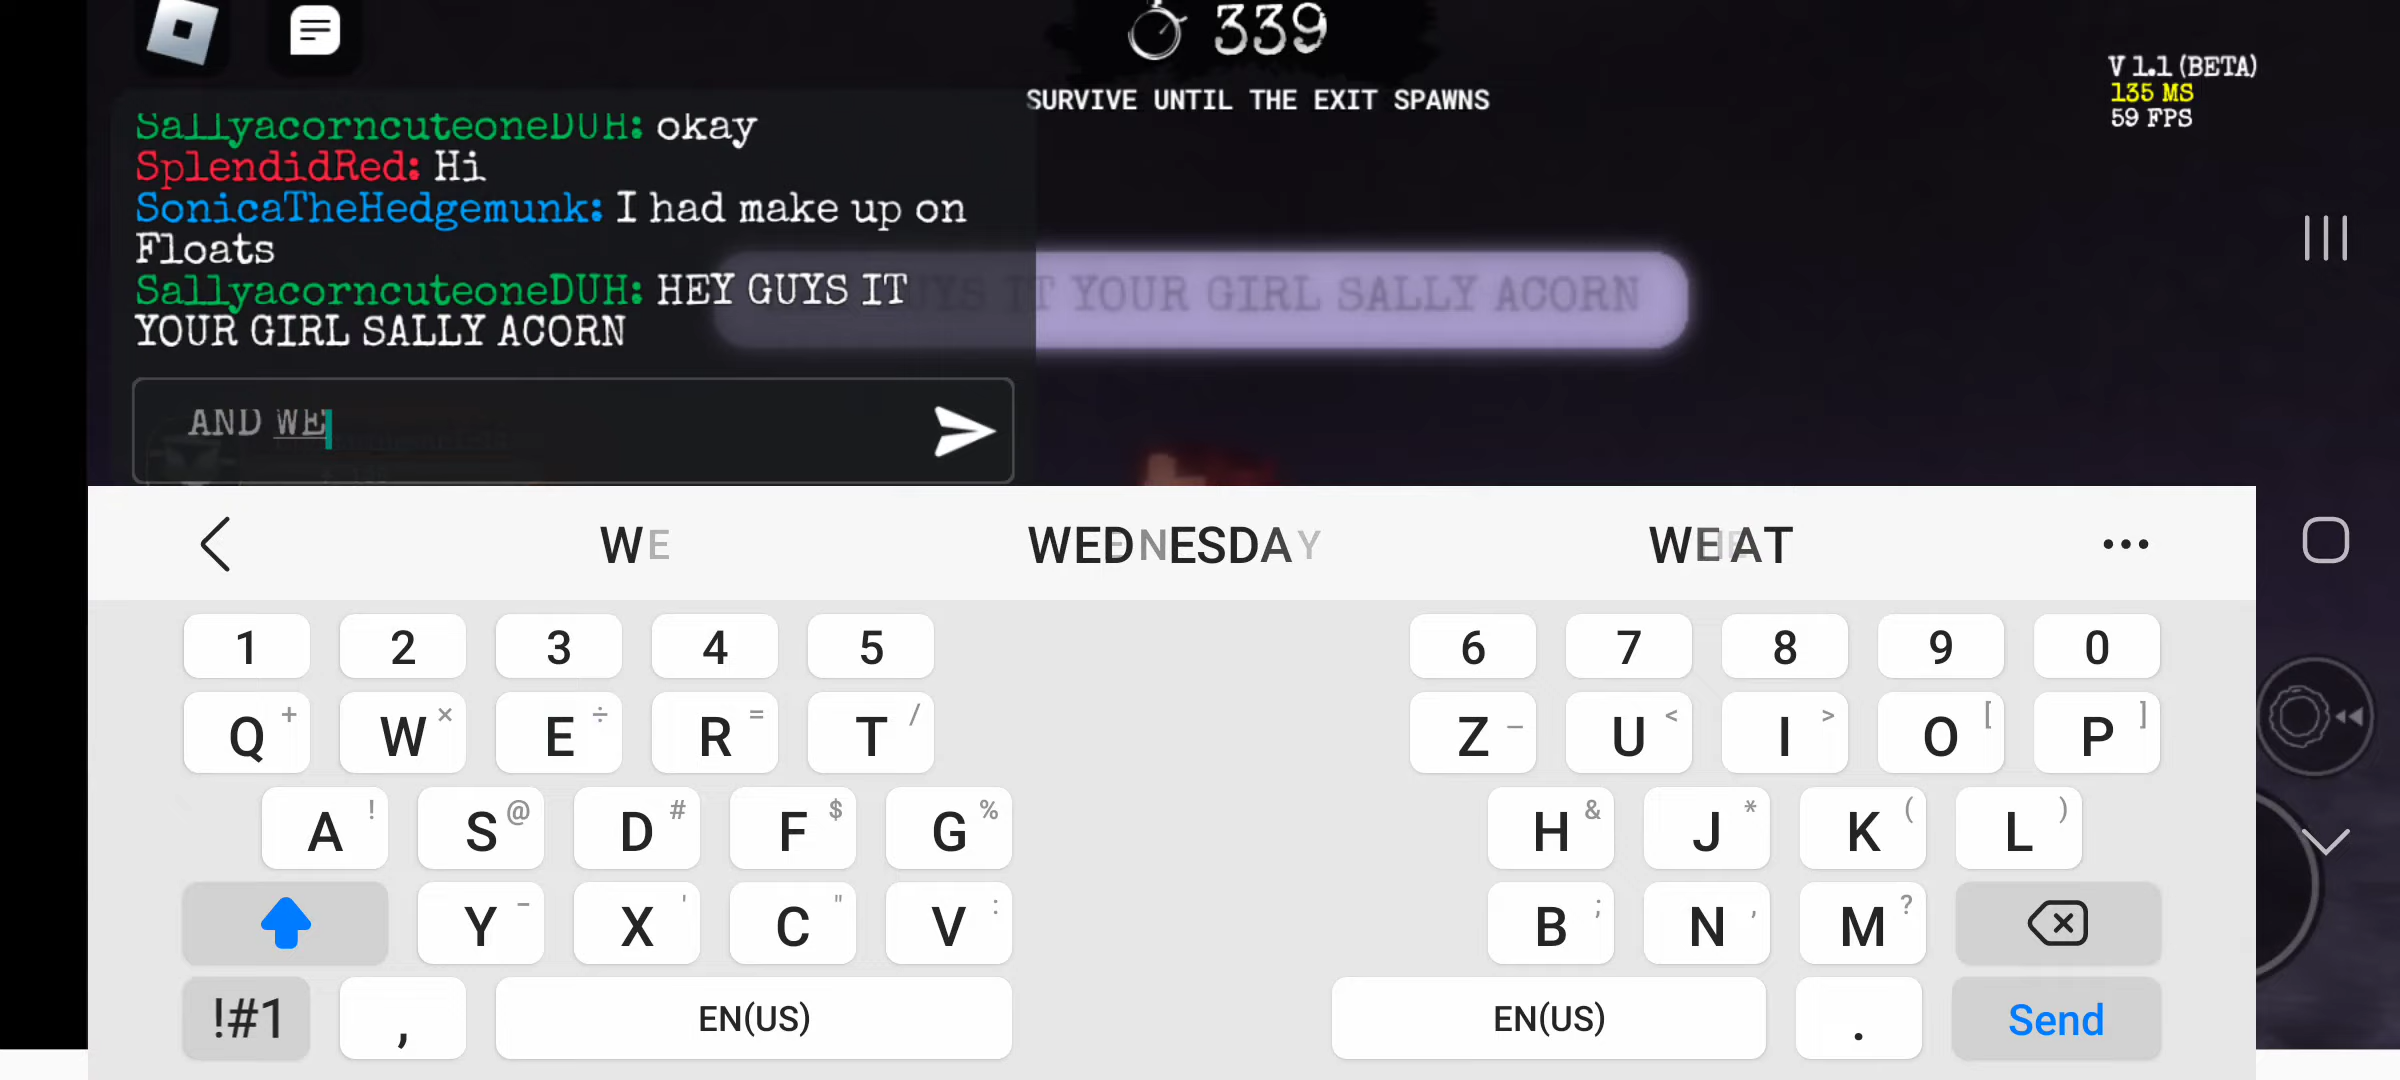 339
SURVIVE UNTIL THE EXIT SPAWNS
V 1.1 (BETA)
135 MS
59 FPS
SallyacorncuteoneDUH: okay
SplendidRed: Hi
SonicaTheHedgemunk: I had make up on
Floats
SallyacorncuteoneDUH: HEY GUYS IT
YOUR GIRL SALLY ACORN
GUYS IT YOUR GIRL SALLY ACORN
AND WE
WE WEDNESDAY
1 2 3 4 5 6 7 8 9 0
Q + W × E ÷ R = T / Z _ U < I > O [ P ]
A ! S @ D # F $ G % H & J * K ( L )
Y - X ' C " V : B ; N , M ?
!#1 , EN(US) EN(US) . Send